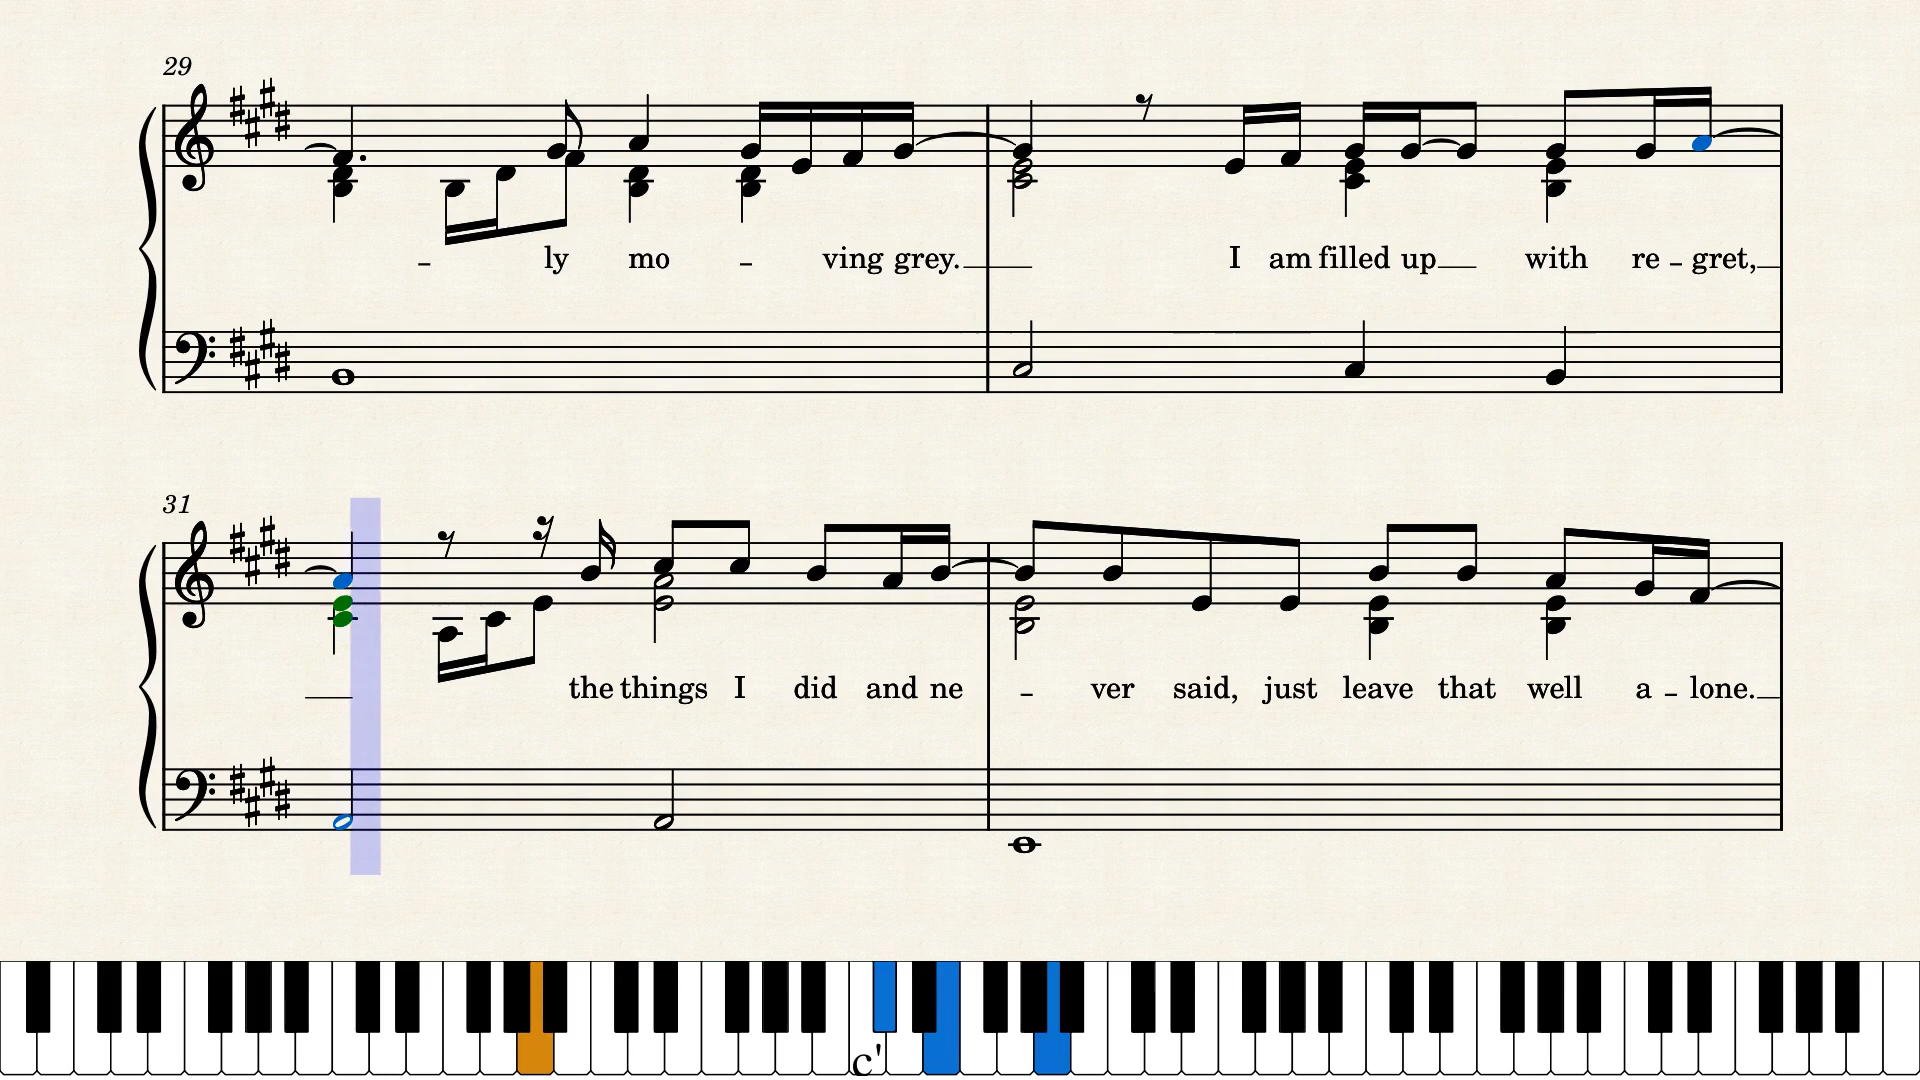 29
- ly mo - ving grey. I am filled up with re - gret,
31
the things I did and ne - ver said, just leave that well a - lone.
c'